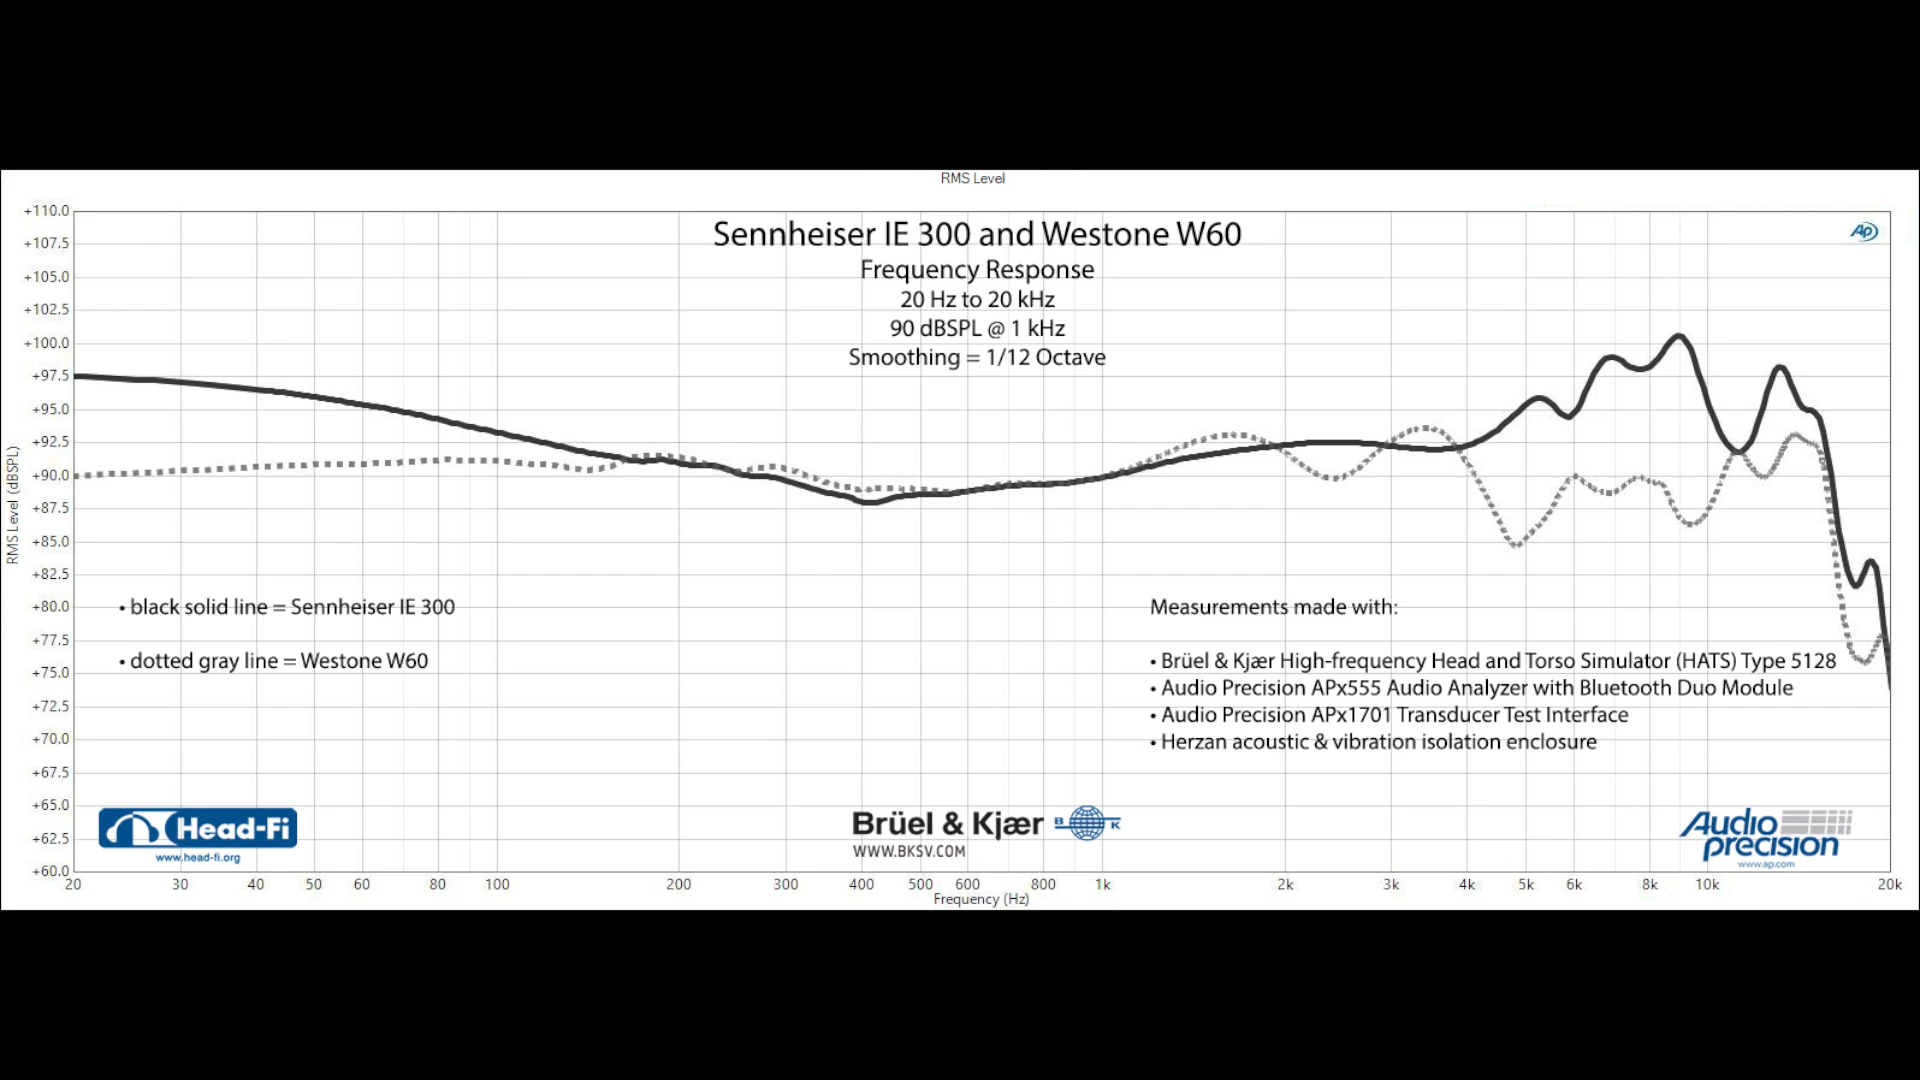 RMS Level
+110.0
+107.5
+105.0
+102.5
+100.0
+97.5
+95.0
+92.5
+90.0
+87.5
+85.0
+82.5
+80.0
+77.5
+75.0
+72.5
+70.0
+67.5
+65.0
+62.5
+60.0
RMS Level (dBSPL)
Sennheiser IE 300 and Westone W60
Frequency Response
20 Hz to 20 kHz
90 dBSPL @ 1 kHz
Smoothing = 1/12 Octave
AP
• black solid line = Sennheiser IE 300
• dotted gray line = Westone W60
Measurements made with:
• Brüel & Kjær High-frequency Head and Torso Simulator (HATS) Type 5128
• Audio Precision APx555 Audio Analyzer with Bluetooth Duo Module
• Audio Precision APx1701 Transducer Test Interface
• Herzan acoustic & vibration isolation enclosure
Head-Fi
www.head-fi.org
Brüel & Kjær B K
WWW.BKSV.COM
Audio
precision
www.ap.com
20 30 40 50 60 80 100 200 300 400 500 600 800 1k 2k 3k 4k 5k 6k 8k 10k 20k
Frequency (Hz)